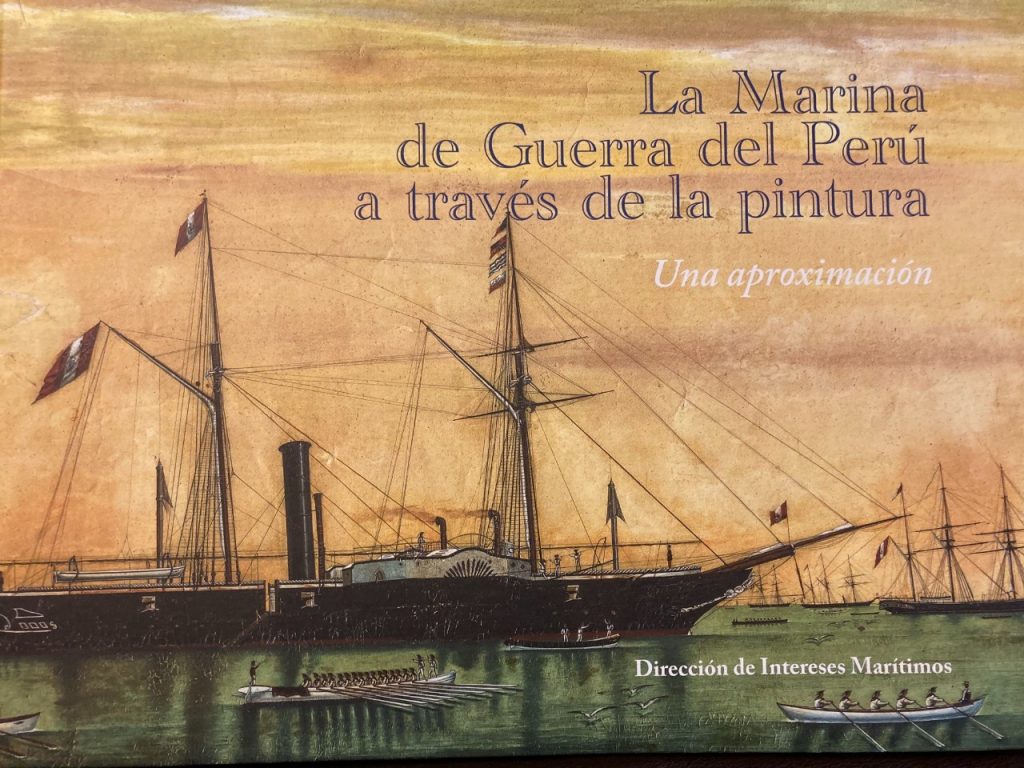 La Marina
de Guerra del Perú
a través de la pintura
Una aproximación
Dirección de Intereses Marítimos